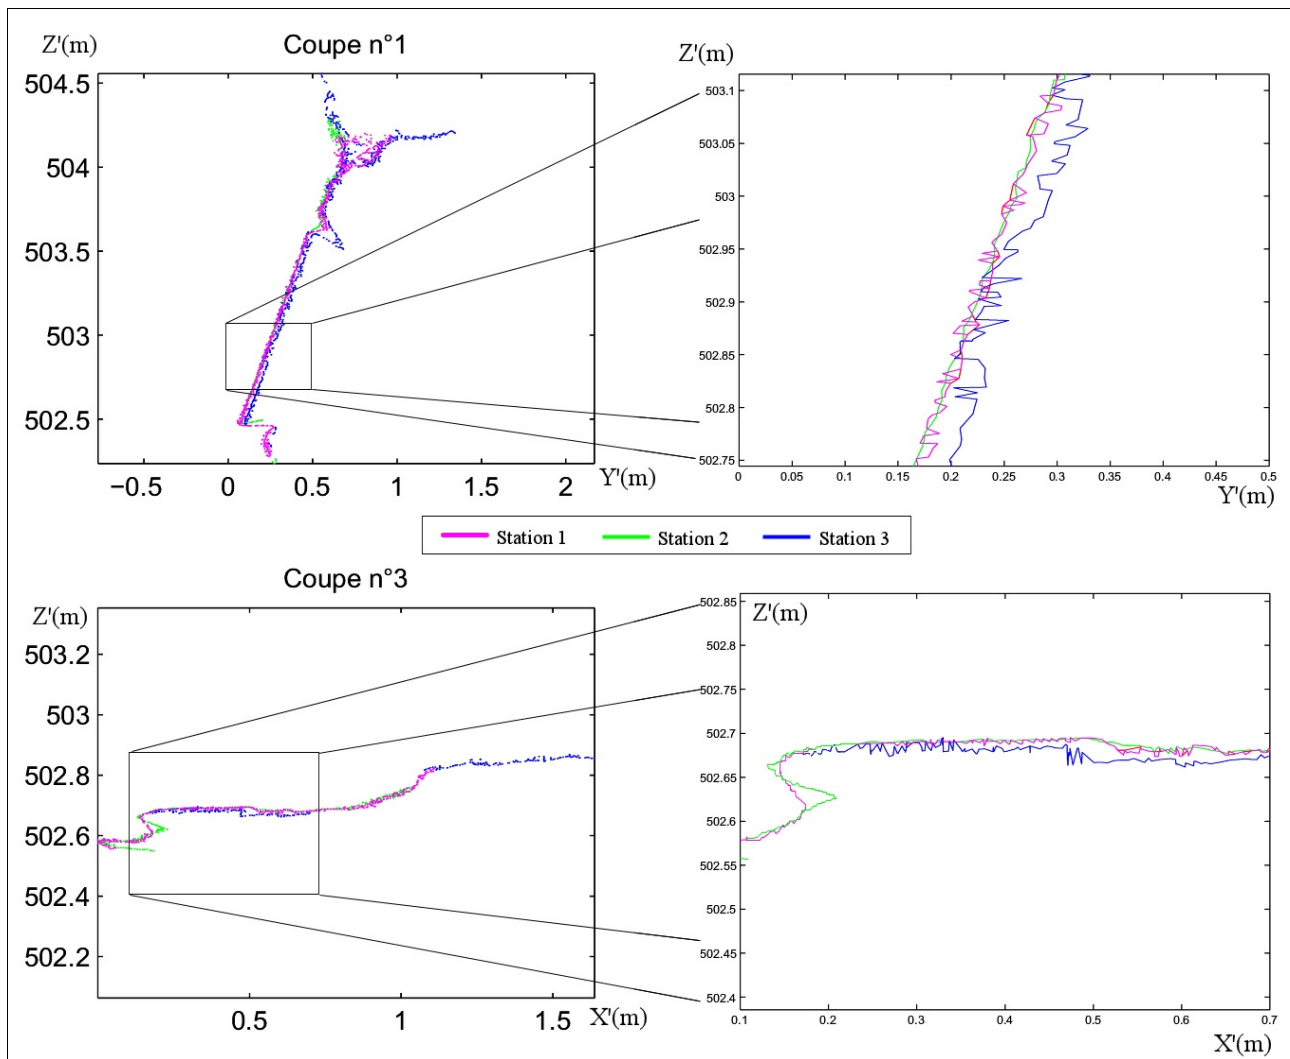 Coupe n°1
Z'(m)
504.5
504
503.5
503
502.5
−0.5 0 0.5 1 1.5 2
Y'(m)
Z'(m)
503.1
503.05
503
502.95
502.9
502.85
502.8
502.75
0 0.05 0.1 0.15 0.2 0.25 0.3 0.35 0.4 0.45 0.5
Y'(m)
Station 1 Station 2 Station 3
Coupe n°3
Z'(m)
503.2
503
502.8
502.6
502.4
502.2
0.5 1 1.5
X'(m)
Z'(m)
502.85
502.8
502.75
502.7
502.65
502.6
502.55
502.5
502.45
502.4
0.1 0.2 0.3 0.4 0.5 0.6 0.7
X'(m)